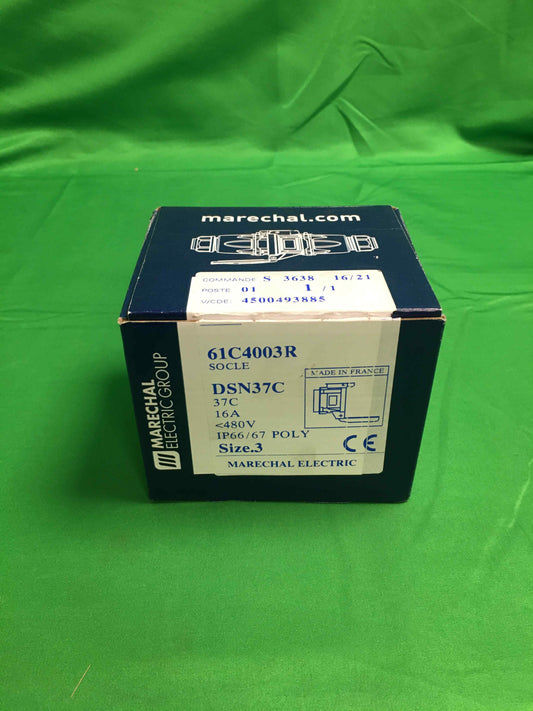 marechal.com
COMMANDE S 3638 16/21
POSTE 01 1/1
V/CDE: 4500493885
61C4003R
SOCLE
MADE IN FRANCE
DSN37C
37C
16A
<480V
IP66/67 POLY
Size.3
CE
MARECHAL ELECTRIC
MARECHAL
ELECTRIC GROUP